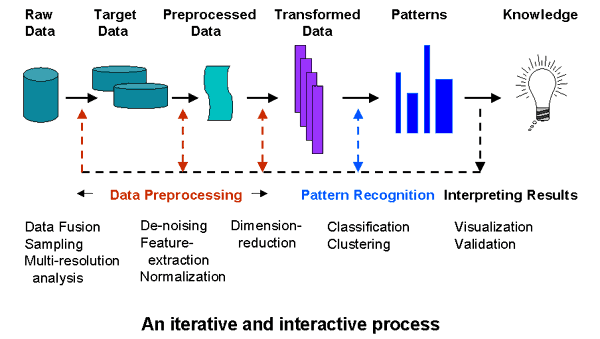 Raw Data
Target Data
Preprocessed Data
Transformed Data
Patterns
Knowledge
Data Preprocessing
Pattern Recognition
Interpreting Results
Data Fusion
Sampling
Multi-resolution
analysis
De-noising
Feature-
extraction
Normalization
Dimension-
reduction
Classification
Clustering
Visualization
Validation
An iterative and interactive process